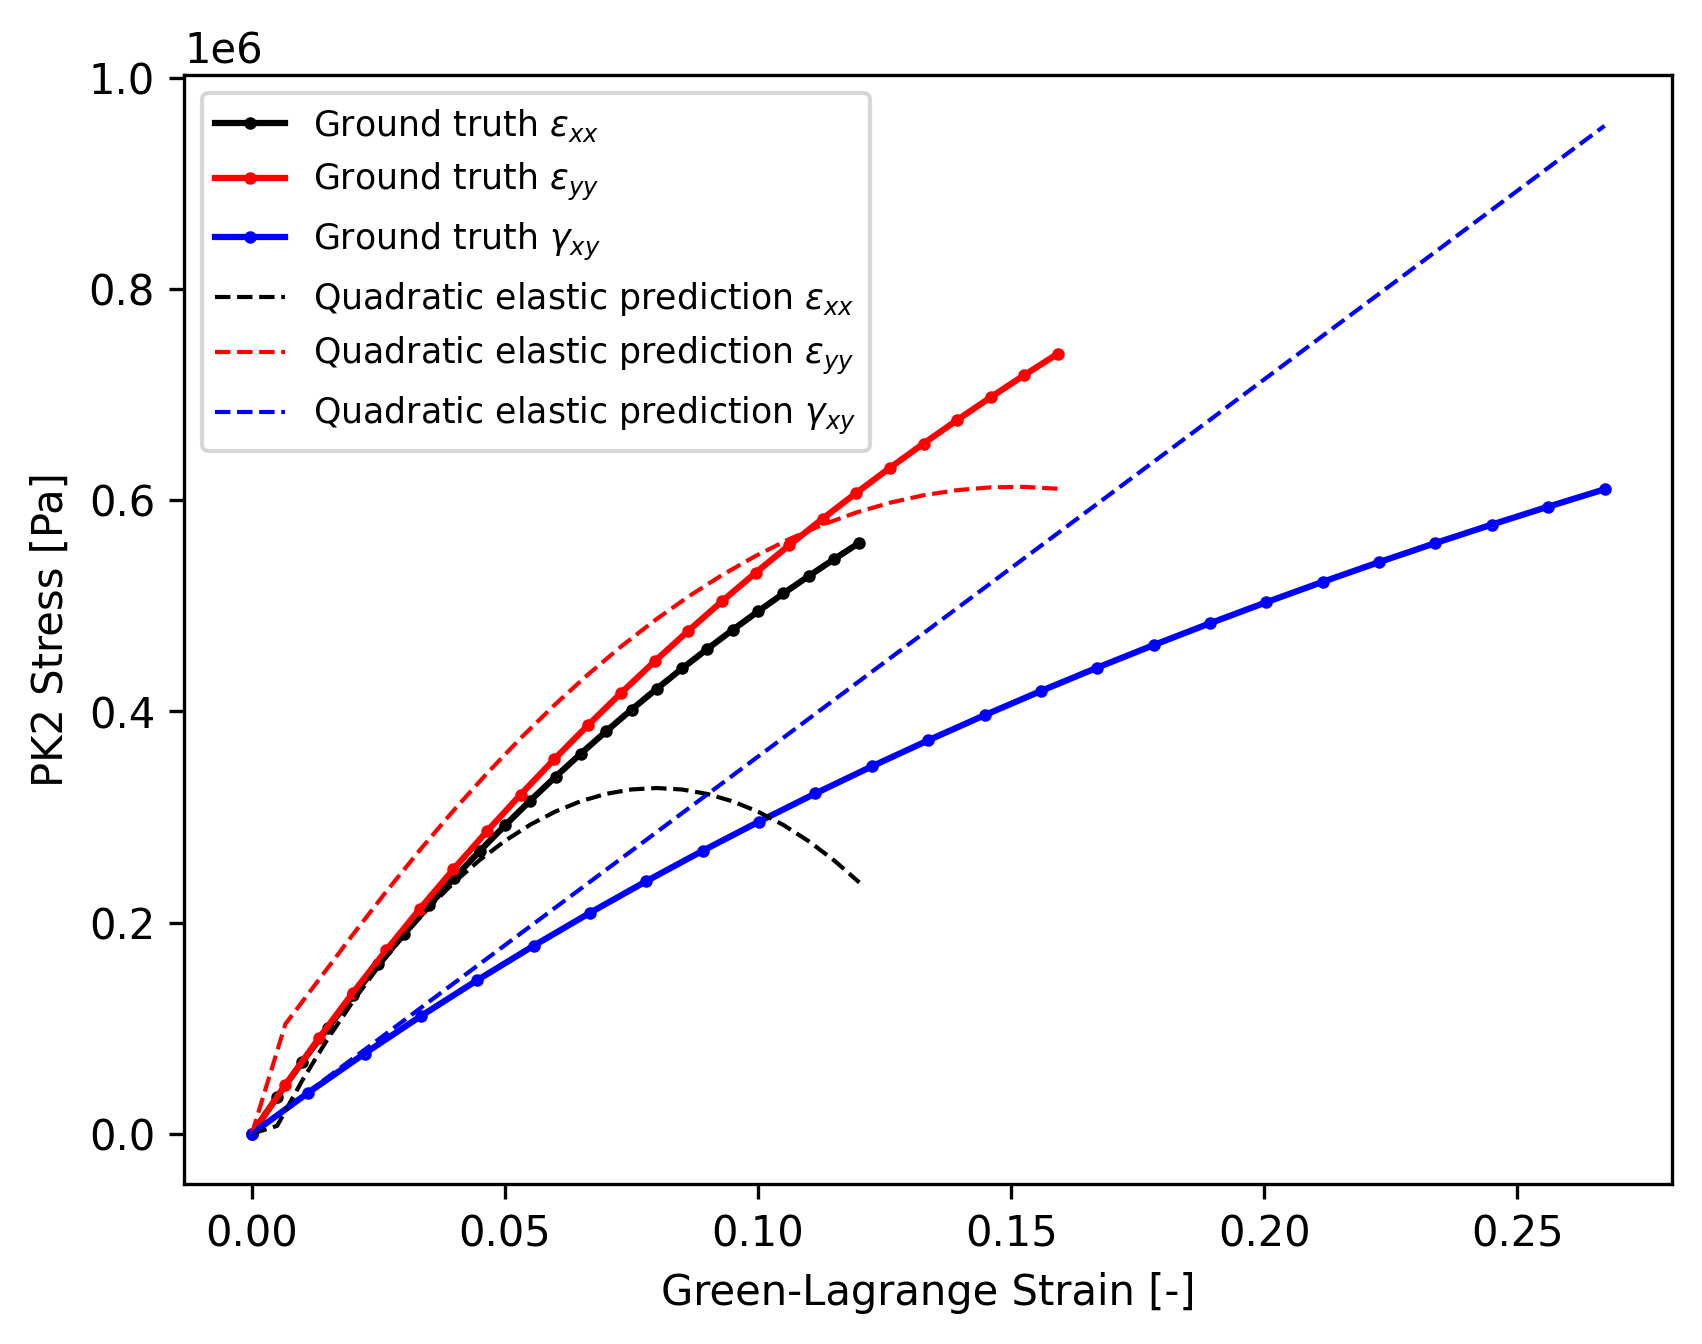 1e6
1.0
0.8
0.6
0.4
0.2
0.0
PK2 Stress [Pa]
Ground truth εxx
Ground truth εyy
Ground truth γxy
Quadratic elastic prediction εxx
Quadratic elastic prediction εyy
Quadratic elastic prediction γxy
0.00 0.05 0.10 0.15 0.20 0.25
Green-Lagrange Strain [-]